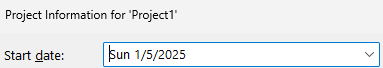 Project Information for 'Project1'
Start date: Sun 1/5/2025